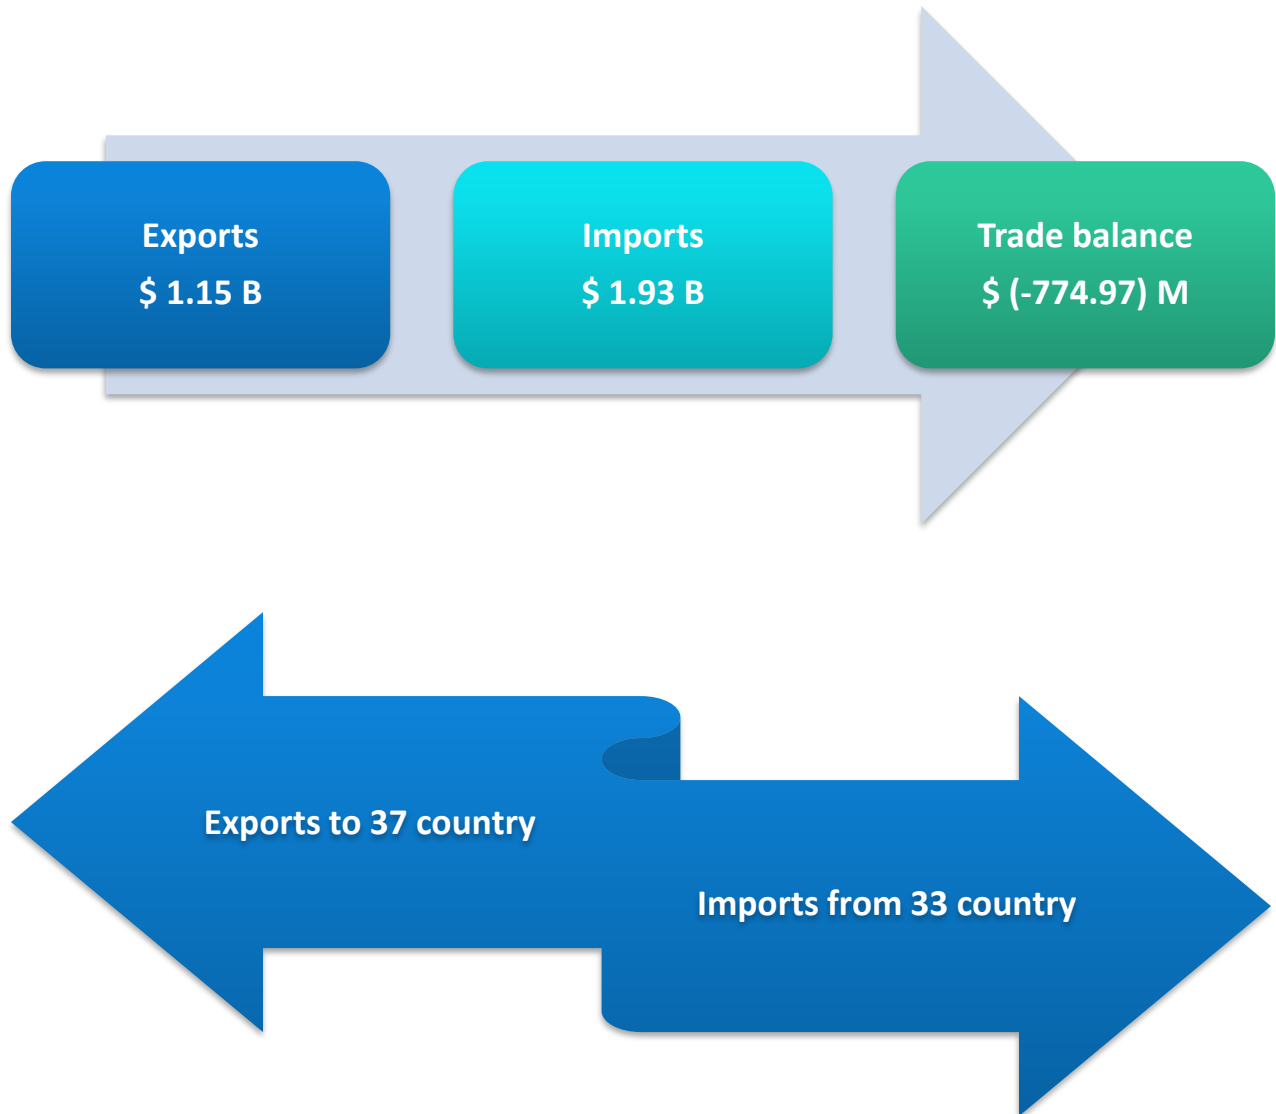 Exports
$ 1.15 B
Imports
$ 1.93 B
Trade balance
$ (-774.97) M
Exports to 37 country
Imports from 33 country